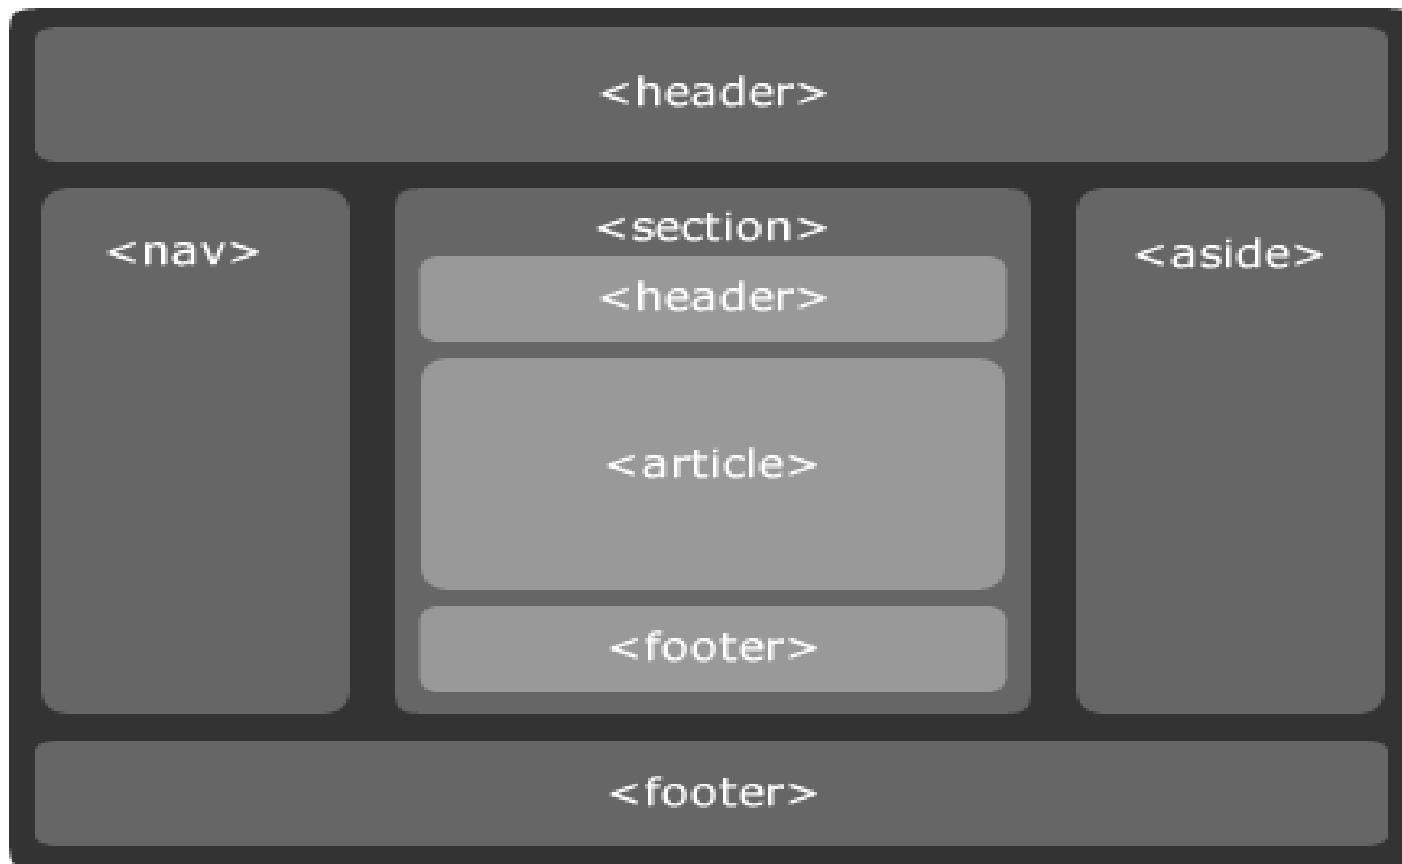 <header>
<nav>
<section>
<header>
<article>
<footer>
<aside>
<footer>